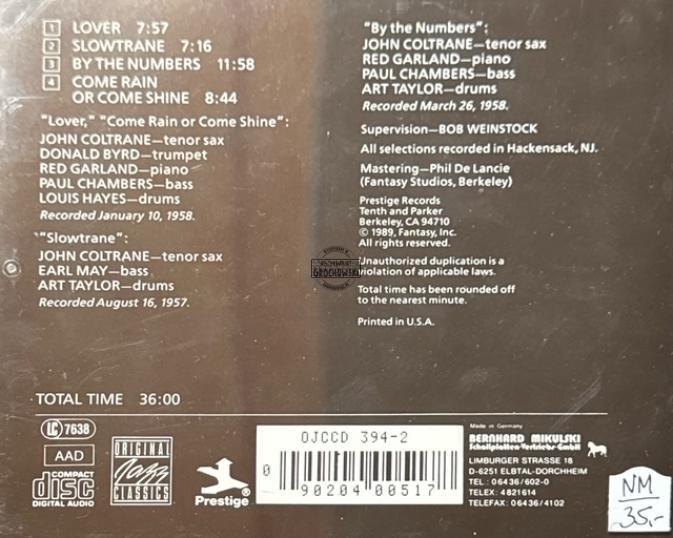 1 LOVER 7:57
2 SLOWTRANE 7:16
3 BY THE NUMBERS 11:58
4 COME RAIN
OR COME SHINE 8:44
"Lover," "Come Rain or Come Shine":
JOHN COLTRANE—tenor sax
DONALD BYRD—trumpet
RED GARLAND—piano
PAUL CHAMBERS—bass
LOUIS HAYES—drums
Recorded January 10, 1958.
"Slowtrane":
JOHN COLTRANE—tenor sax
EARL MAY—bass
ART TAYLOR—drums
Recorded August 16, 1957.
"By the Numbers":
JOHN COLTRANE—tenor sax
RED GARLAND—piano
PAUL CHAMBERS—bass
ART TAYLOR—drums
Recorded March 26, 1958.
Supervision—BOB WEINSTOCK
All selections recorded in Hackensack, NJ.
Mastering—Phil De Lancie
(Fantasy Studios, Berkeley)
Prestige Records
Tenth and Parker
Berkeley, CA 94710
© 1989, Fantasy, Inc.
All rights reserved.
Unauthorized duplication is a
violation of applicable laws.
Total time has been rounded off
to the nearest minute.
Printed in U.S.A.
GROCHOWSKI
TOTAL TIME 36:00
LC 7638
AAD
COMPACT
disc
DIGITAL AUDIO
ORIGINAL
Jazz
CLASSICS
Prestige
OJCCD 394-2
0 90204 00517
Made in Germany
BERNHARD MIKULSKI
Schallplatten-Vertriebs-GmbH
LIMBURGER STRASSE 18
D-6251 ELBTAL-DORCHHEIM
TEL.: 06436/602-0
TELEX: 4821614
TELEFAX: 06436/4102
NM
35,-